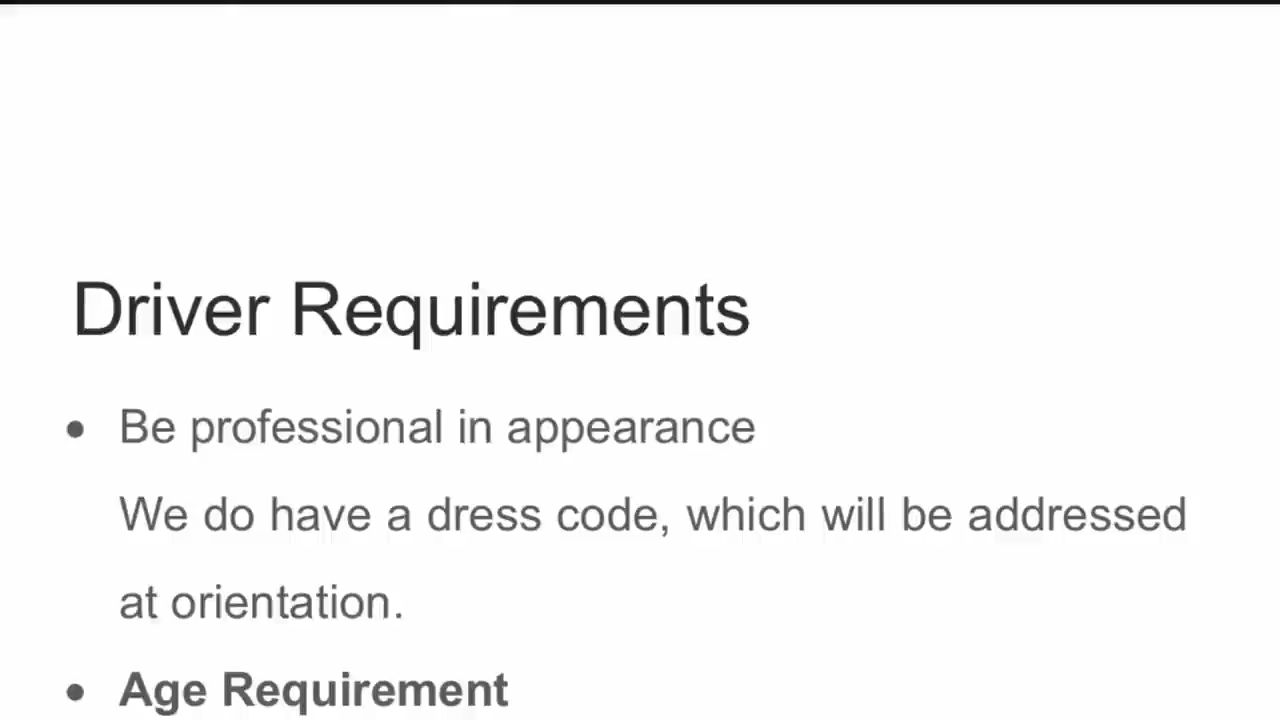 Driver Requirements
● Be professional in appearance
We do have a dress code, which will be addressed
at orientation.
● Age Requirement